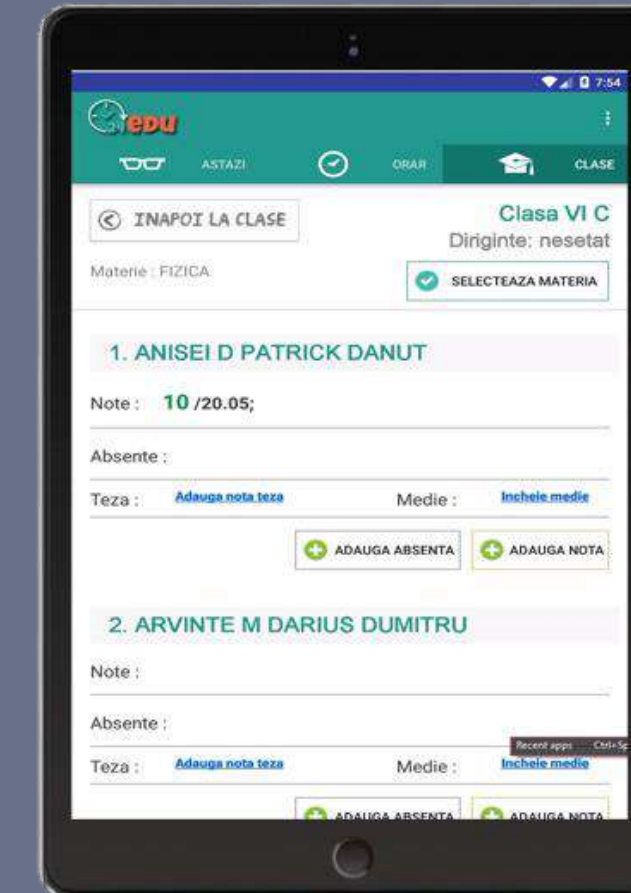 7:54
edu
ASTAZI ORAR CLASE
INAPOI LA CLASE
Clasa VI C
Diriginte: nesetat
Materie : FIZICA
SELECTEAZA MATERIA
1. ANISEI D PATRICK DANUT
Note : 10 /20.05;
Absente :
Teza : Adauga nota teza Medie : Incheie medie
ADAUGA ABSENTA ADAUGA NOTA
2. ARVINTE M DARIUS DUMITRU
Note :
Absente :
Recent apps Ctrl+Sp
Teza : Adauga nota teza Medie : Incheie medie
ADAUGA ABSENTA ADAUGA NOTA